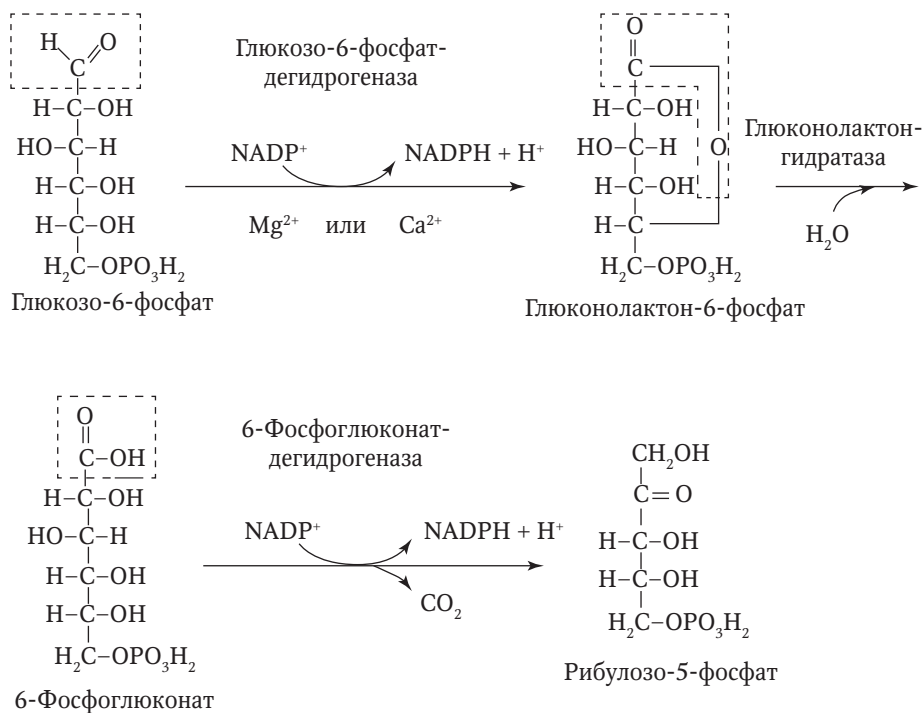 H O
C
H–C–OH
HO–C–H
H–C–OH
H–C–OH
H₂C–OPO₃H₂
Глюкозо-6-фосфат
Глюкозо-6-фосфат-
дегидрогеназа
NADP⁺ NADPH + H⁺
Mg²⁺ или Ca²⁺
O
C
H–C–OH
HO–C–H O
H–C–OH
H–C
H₂C–OPO₃H₂
Глюконолактон-6-фосфат
Глюконолактон-
гидратаза
H₂O
O
C–OH
H–C–OH
HO–C–H
H–C–OH
H–C–OH
H₂C–OPO₃H₂
6-Фосфоглюконат
6-Фосфоглюконат-
дегидрогеназа
NADP⁺ NADPH + H⁺
CO₂
CH₂OH
C=O
H–C–OH
H–C–OH
H₂C–OPO₃H₂
Рибулозо-5-фосфат